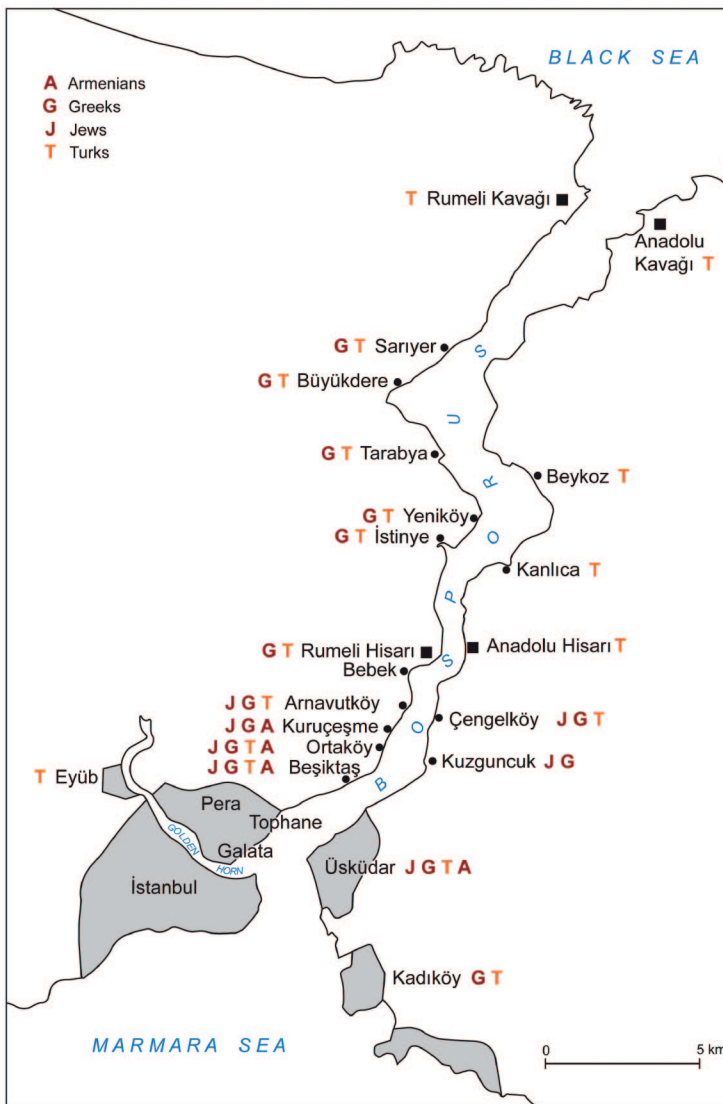 BLACK SEA
A Armenians
G Greeks
J Jews
T Turks
T Rumeli Kavağı
Anadolu
Kavağı T
G T Sarıyer
G T Büyükdere
G T Tarabya
Beykoz T
G T Yeniköy
G T İstinye
Kanlıca T
G T Rumeli Hisarı
Anadolu Hisarı T
Bebek
J G T Arnavutköy
J G A Kuruçeşme
Çengelköy J G T
J G T A Ortaköy
J G T A Beşiktaş
Kuzguncuk J G
T Eyüb
Pera
Tophane
Galata
GOLDEN HORN
İstanbul
Üsküdar J G T A
Kadıköy G T
BOSSPORUS
MARMARA SEA
0 5 km